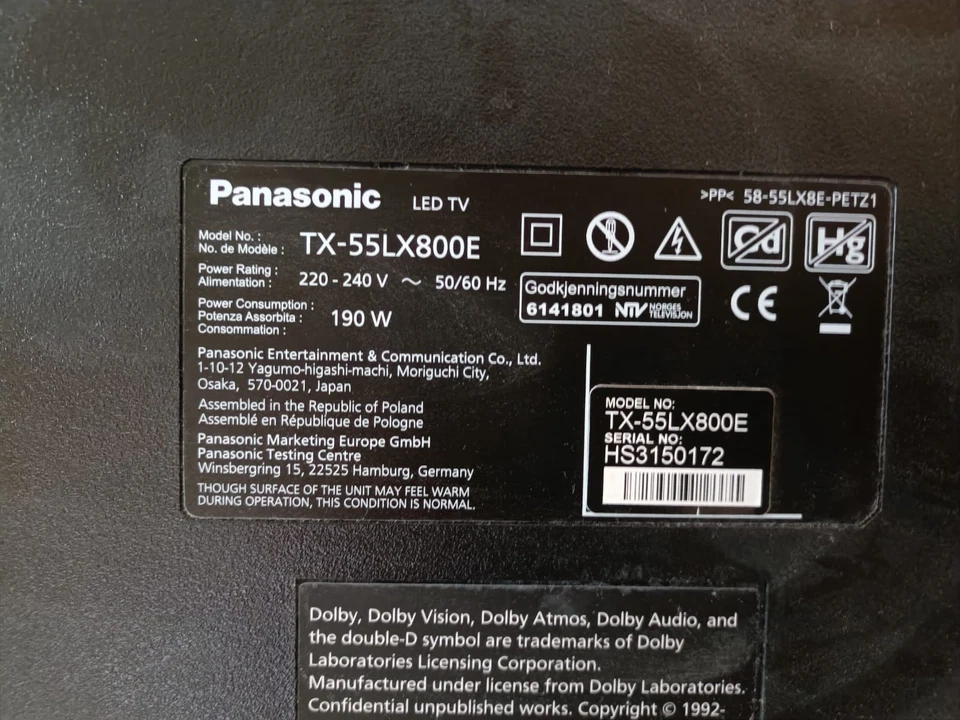 Panasonic LED TV
>PP< 58-55LX8E-PETZ1
Model No. :
No. de Modèle : TX-55LX800E
Power Rating :
Alimentation : 220 - 240 V ~ 50/60 Hz
Power Consumption :
Potenza Assorbita : 190 W
Consommation :
Cd Hg
Godkjenningsnummer
6141801 NTV NORGES TELEVISJON
CE
Panasonic Entertainment & Communication Co., Ltd.
1-10-12 Yagumo-higashi-machi, Moriguchi City,
Osaka, 570-0021, Japan
Assembled in the Republic of Poland
Assemblé en République de Pologne
Panasonic Marketing Europe GmbH
Panasonic Testing Centre
Winsbergring 15, 22525 Hamburg, Germany
THOUGH SURFACE OF THE UNIT MAY FEEL WARM
DURING OPERATION, THIS CONDITION IS NORMAL.
MODEL NO:
TX-55LX800E
SERIAL NO:
HS3150172
Dolby, Dolby Vision, Dolby Atmos, Dolby Audio, and
the double-D symbol are trademarks of Dolby
Laboratories Licensing Corporation.
Manufactured under license from Dolby Laboratories.
Confidential unpublished works. Copyright © 1992-